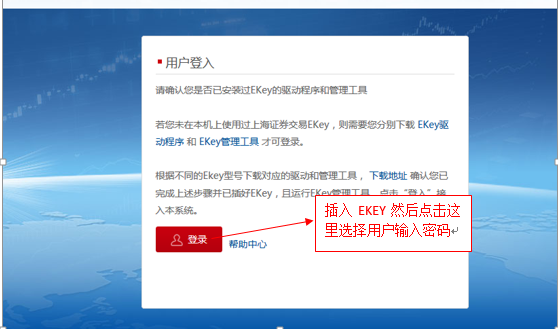 用户登入
请确认您是否已安装过EKey的驱动程序和管理工具
若您未在本机上使用过上海证券交易EKey，则需要您分别下载 EKey驱
动程序 和 EKey管理工具 才可登录。
根据不同的Ekey型号下载对应的驱动和管理工具， 下载地址 确认您已
完成上述步骤并已插好EKey，且运行EKey管理工具，点击“登入”接
入本系统。
插入 EKEY 然后点击这
里选择用户输入密码
登录
帮助中心